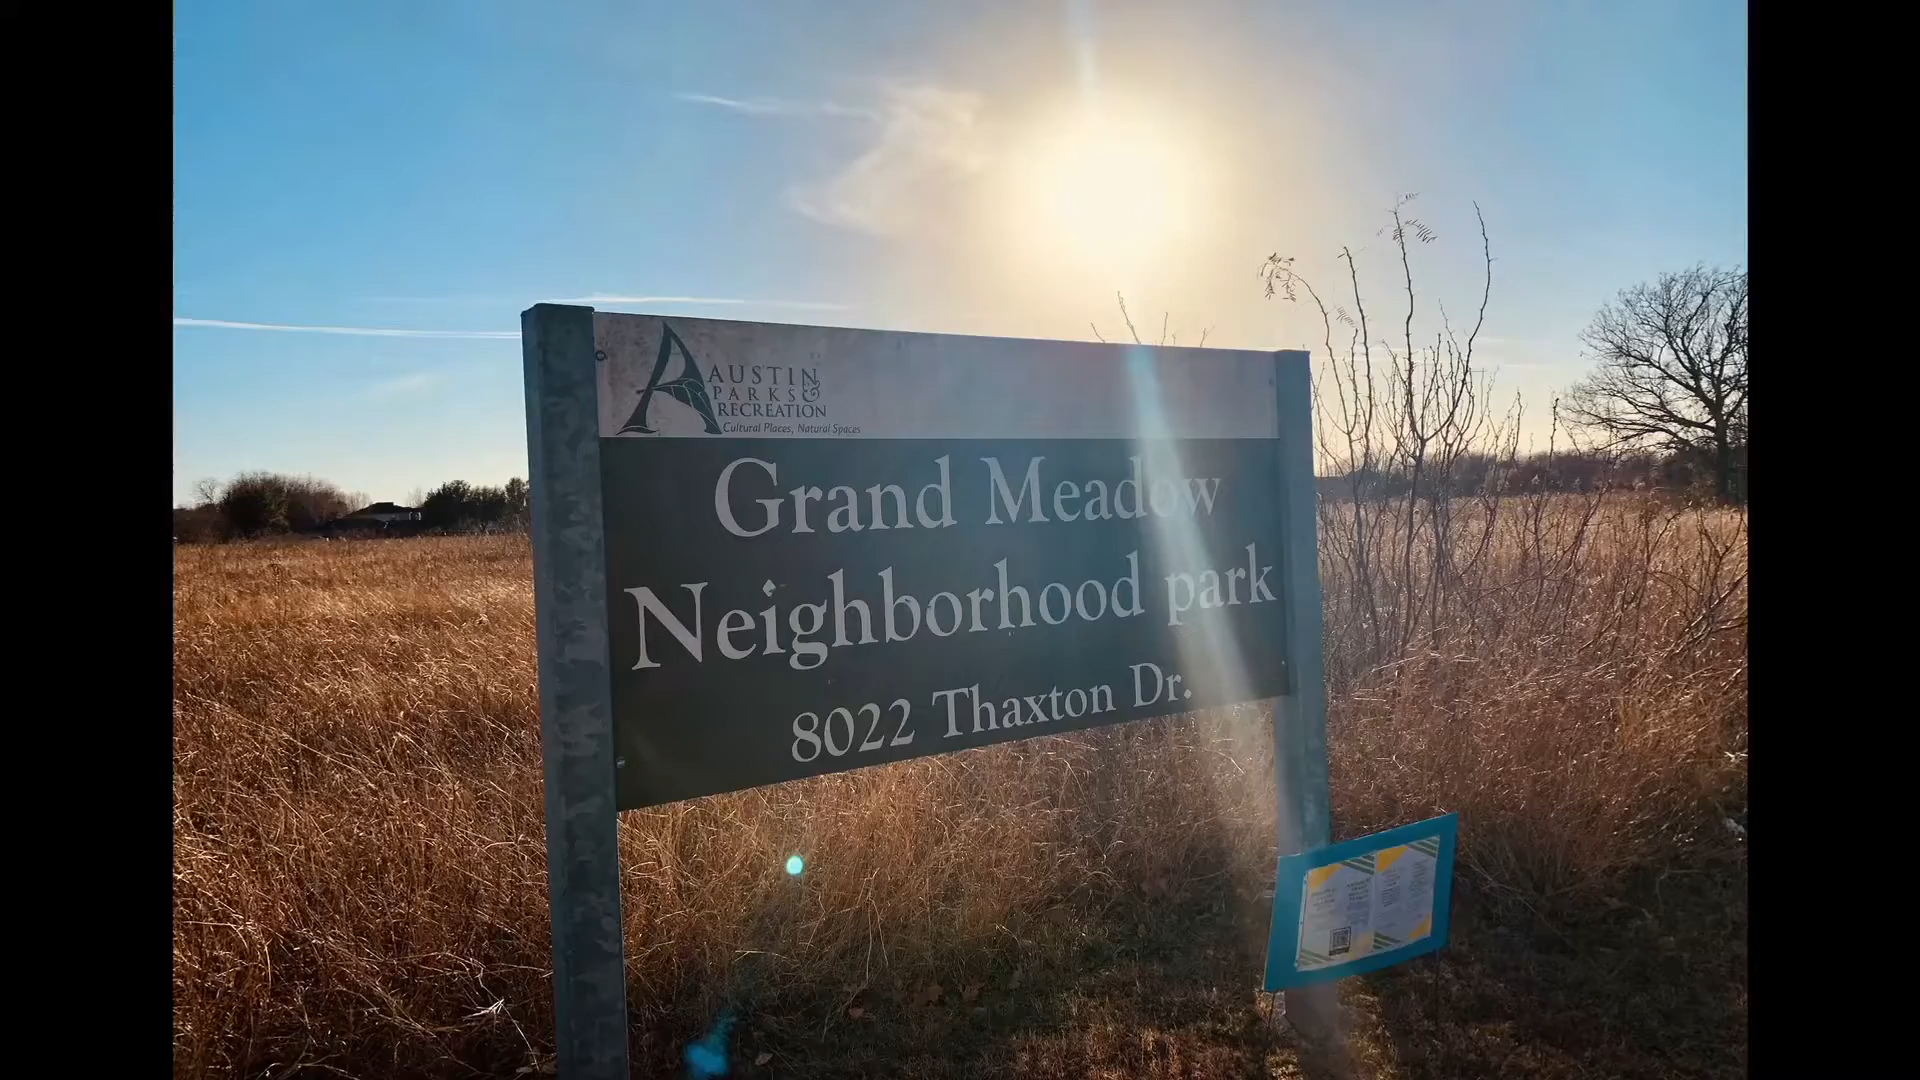 AUSTIN
PARKS &
RECREATION
Cultural Places, Natural Spaces
Grand Meadow
Neighborhood park
8022 Thaxton Dr.